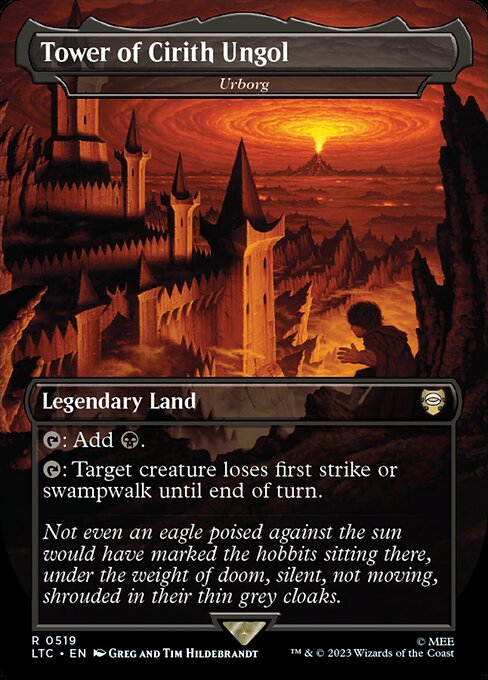 Tower of Cirith Ungol
Urborg
Legendary Land
: Add .
: Target creature loses first strike or
swampwalk until end of turn.
Not even an eagle poised against the sun
would have marked the hobbits sitting there,
under the weight of doom, silent, not moving,
shrouded in their thin grey cloaks.
R 0519
LTC • EN Greg and Tim Hildebrandt
© MEE
™ & © 2023 Wizards of the Coast